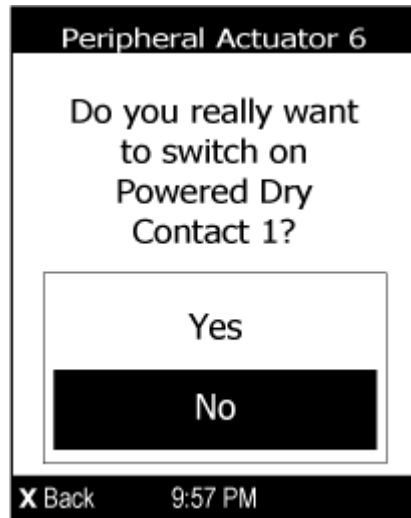 Peripheral Actuator 6
Do you really want
to switch on
Powered Dry
Contact 1?
Yes
No
X Back 9:57 PM